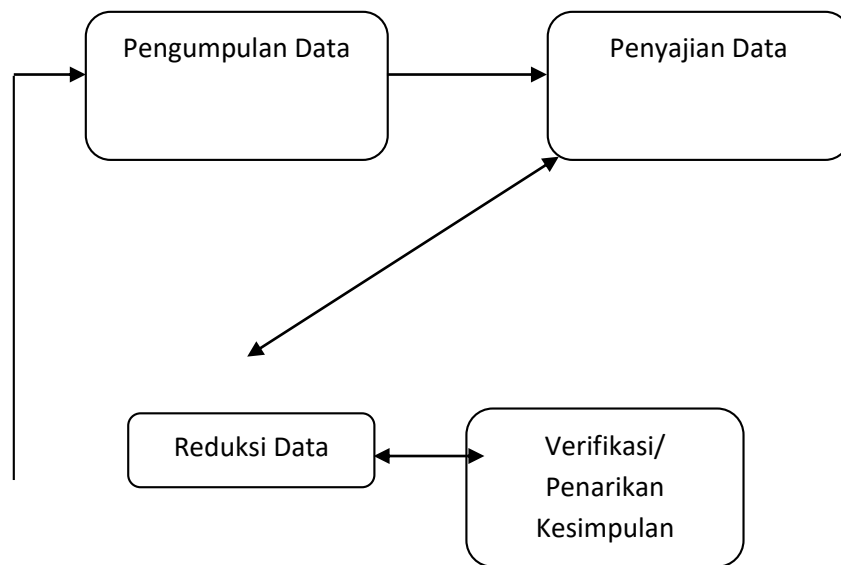 Pengumpulan Data
Penyajian Data
Reduksi Data
Verifikasi/
Penarikan
Kesimpulan